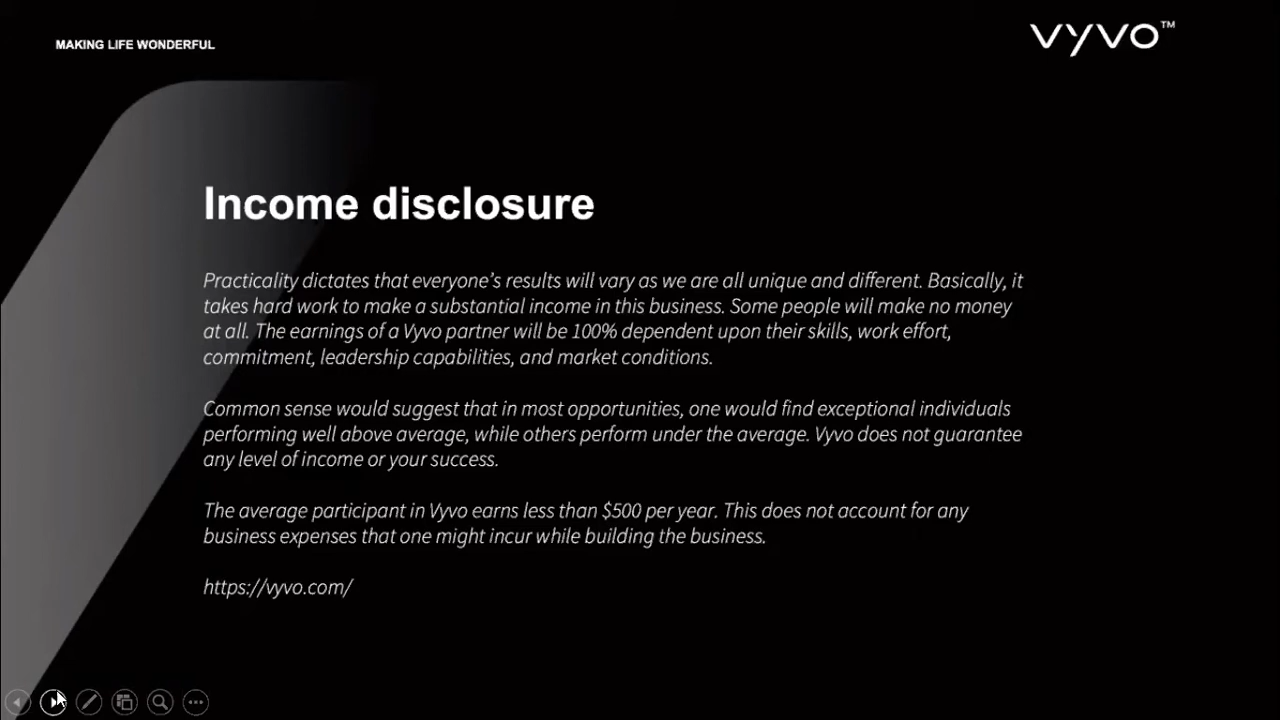 MAKING LIFE WONDERFUL
VYVO™
Income disclosure
Practicality dictates that everyone’s results will vary as we are all unique and different. Basically, it
takes hard work to make a substantial income in this business. Some people will make no money
at all. The earnings of a Vyvo partner will be 100% dependent upon their skills, work effort,
commitment, leadership capabilities, and market conditions.
Common sense would suggest that in most opportunities, one would find exceptional individuals
performing well above average, while others perform under the average. Vyvo does not guarantee
any level of income or your success.
The average participant in Vyvo earns less than $500 per year. This does not account for any
business expenses that one might incur while building the business.
https://vyvo.com/